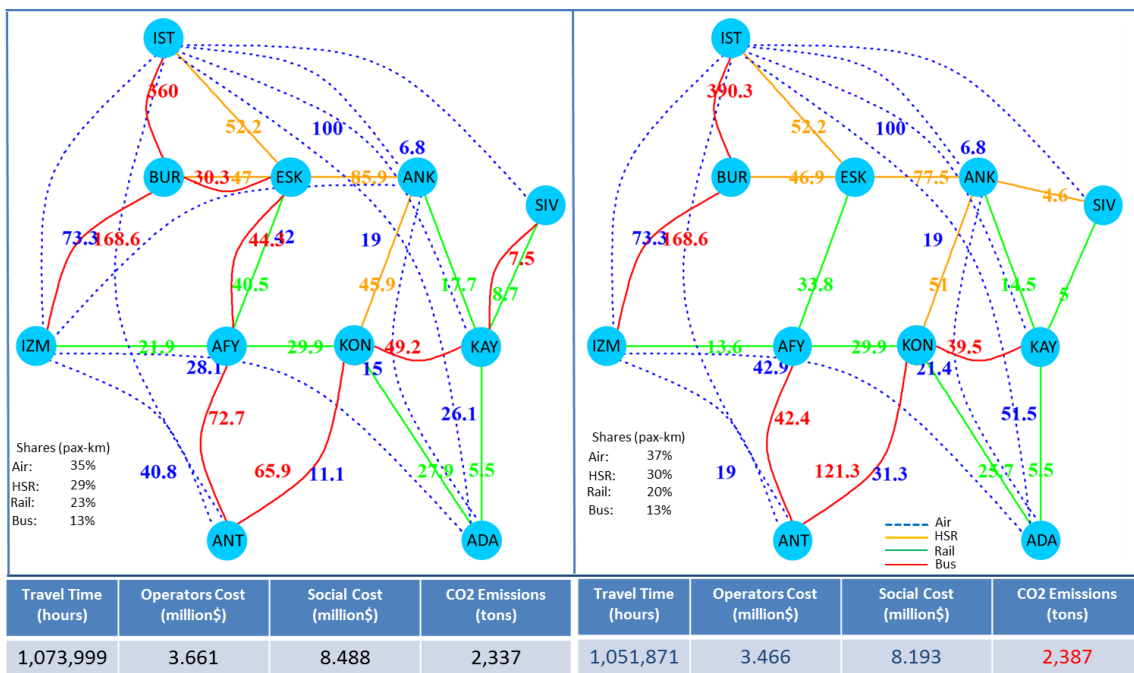 IST
360
52.2
100
6.8
BUR
30.3
47
ESK
85.9
ANK
SIV
73.3
168.6
44.3
42
19
7.5
40.5
45.9
17.7
8.7
IZM
21.9
AFY
29.9
KON
49.2
KAY
28.1
15
72.7
26.1
Shares (pax-km)
Air: 35%
HSR: 29%
Rail: 23%
Bus: 13%
40.8
65.9
11.1
27.9
5.5
ANT
ADA
Travel Time (hours)
Operators Cost (million$)
Social Cost (million$)
CO2 Emissions (tons)
1,073,999
3.661
8.488
2,337
IST
390.3
52.2
100
6.8
BUR
46.9
ESK
77.5
ANK
4.6
SIV
73.3
168.6
19
33.8
51
14.5
5
IZM
13.6
AFY
29.9
KON
39.5
KAY
42.9
21.4
42.4
51.5
Shares (pax-km)
Air: 37%
HSR: 30%
Rail: 20%
Bus: 13%
19
121.3
31.3
25.7
5.5
Air
HSR
Rail
Bus
ANT
ADA
Travel Time (hours)
Operators Cost (million$)
Social Cost (million$)
CO2 Emissions (tons)
1,051,871
3.466
8.193
2,387